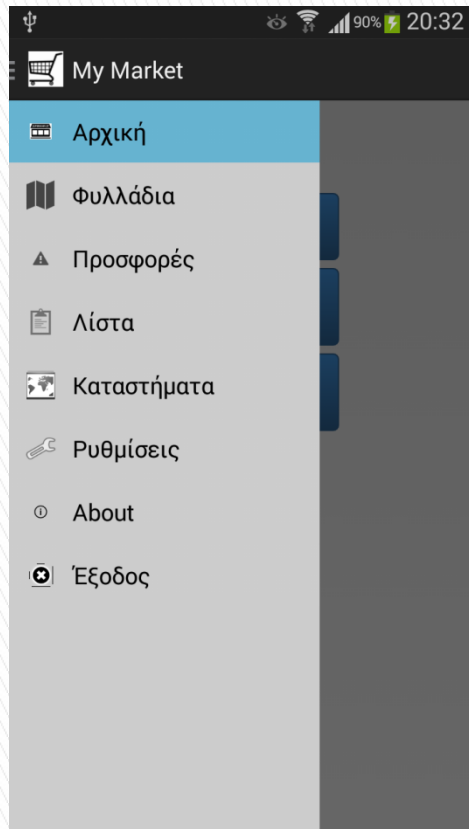 90% 20:32
My Market
Αρχική
Φυλλάδια
Προσφορές
Λίστα
Καταστήματα
Ρυθμίσεις
About
Έξοδος